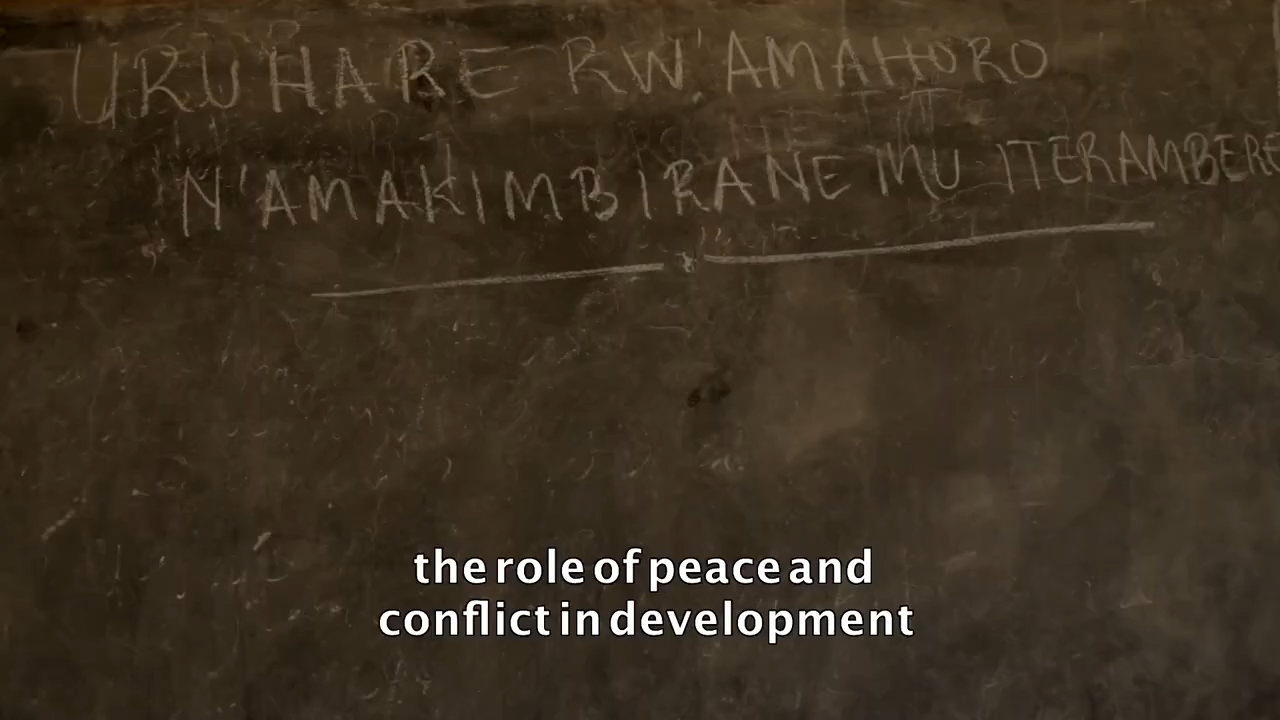 URUHARE RW'AMAHORO
N'AMAKIMBIRANE MU ITERAMBERE
the role of peace and
conflict in development